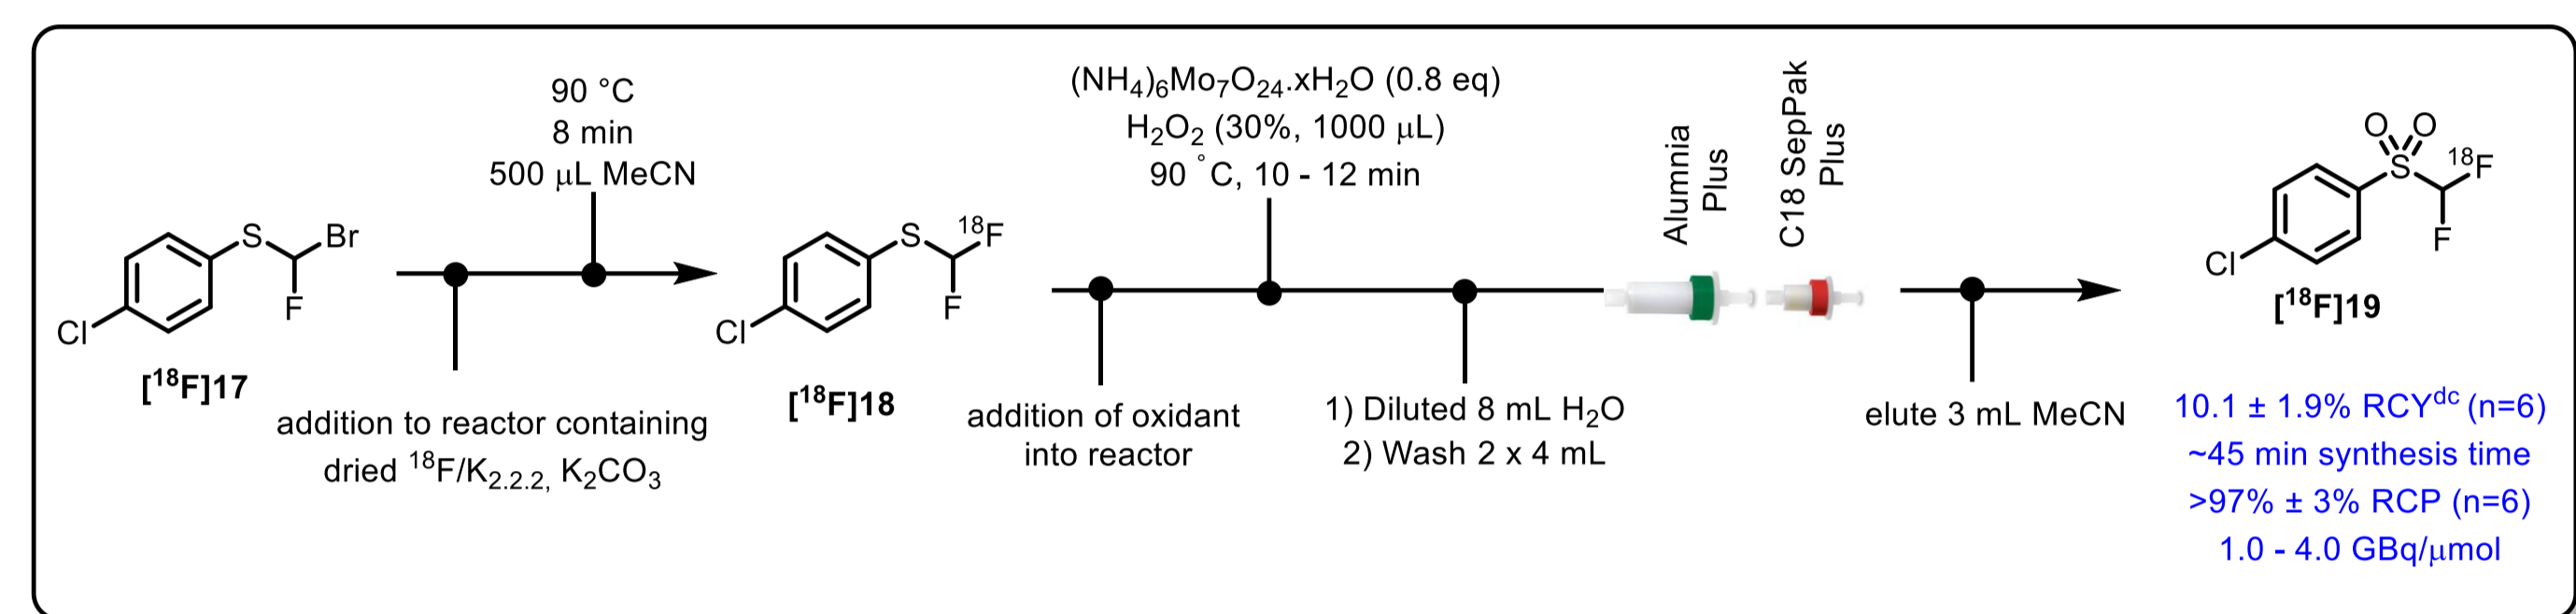 S
Br
F
Cl
[¹⁸F]17
90 °C
8 min
500 μL MeCN
addition to reactor containing
dried ¹⁸F/K₂.₂.₂, K₂CO₃
S
¹⁸F
F
Cl
[¹⁸F]18
(NH₄)₆Mo₇O₂₄.xH₂O (0.8 eq)
H₂O₂ (30%, 1000 μL)
90 °C, 10 - 12 min
addition of oxidant
into reactor
1) Diluted 8 mL H₂O
2) Wash 2 x 4 mL
Alumnia
Plus
C18 SepPak
Plus
elute 3 mL MeCN
O O
S
¹⁸F
F
Cl
[¹⁸F]19
10.1 ± 1.9% RCYᵈᶜ (n=6)
~45 min synthesis time
>97% ± 3% RCP (n=6)
1.0 - 4.0 GBq/μmol